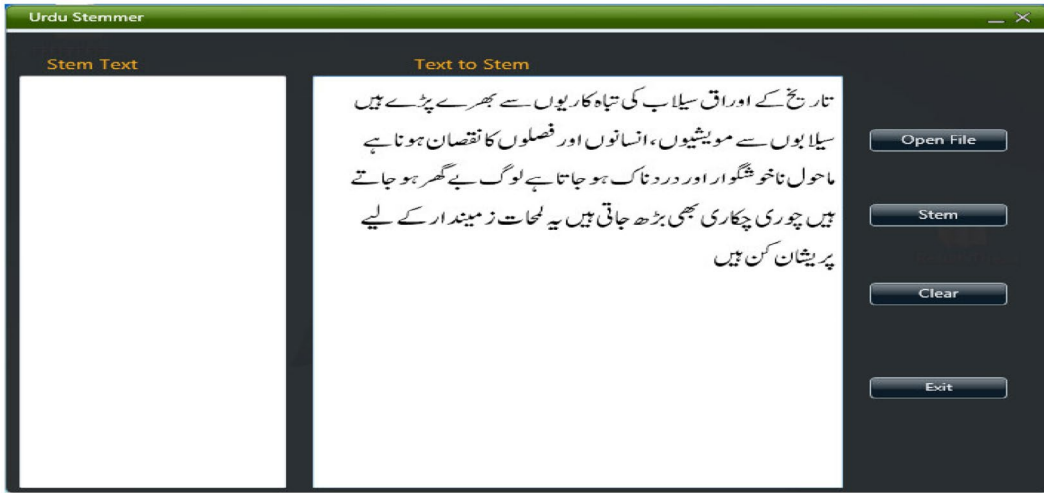 Urdu Stemmer
Stem Text
Text to Stem
تاریخ کے اوراق سیلاب کی تباہ کاریوں سے بھرے پڑے ہیں
سیلابوں سے مویشیوں، انسانوں اور فصلوں کا نقصان ہونا ہے
ماحول ناخوشگوار اور دردناک ہو جاتا ہے لوگ بے گھر ہو جاتے
ہیں چوری چکاری بھی بڑھ جاتی ہیں یہ لمحات زمیندار کے لیے
پریشان کن ہیں
Open File
Stem
Clear
Exit